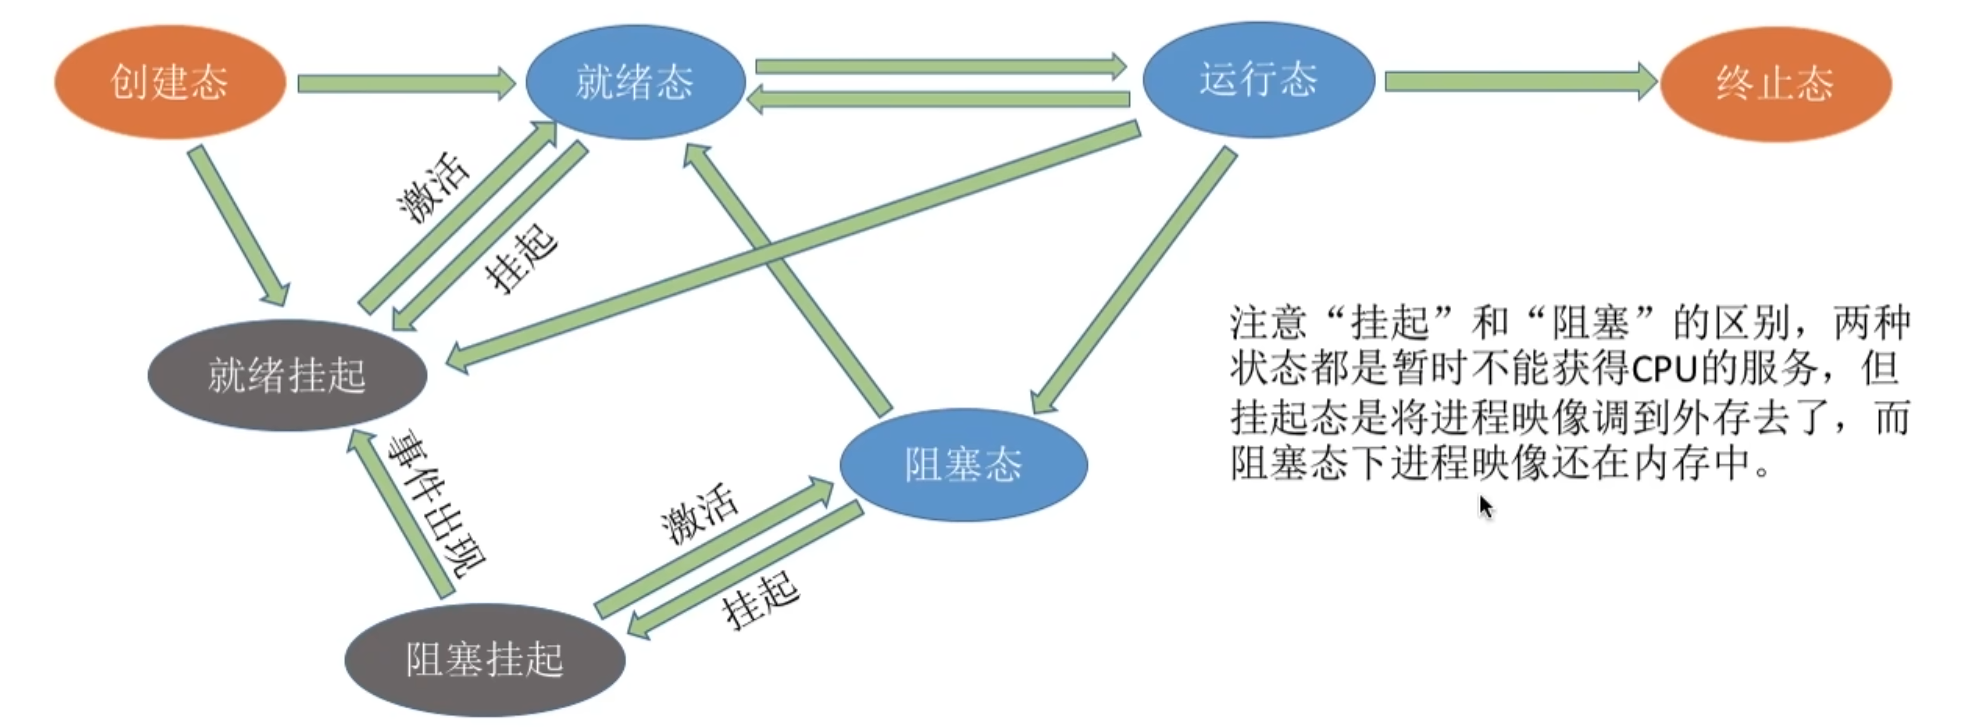 创建态
就绪态
运行态
终止态
激活
挂起
就绪挂起
注意“挂起”和“阻塞”的区别，两种
状态都是暂时不能获得CPU的服务，但
挂起态是将进程映像调到外存去了，而
阻塞态下进程映像还在内存中。
事件出现
阻塞态
激活
挂起
阻塞挂起